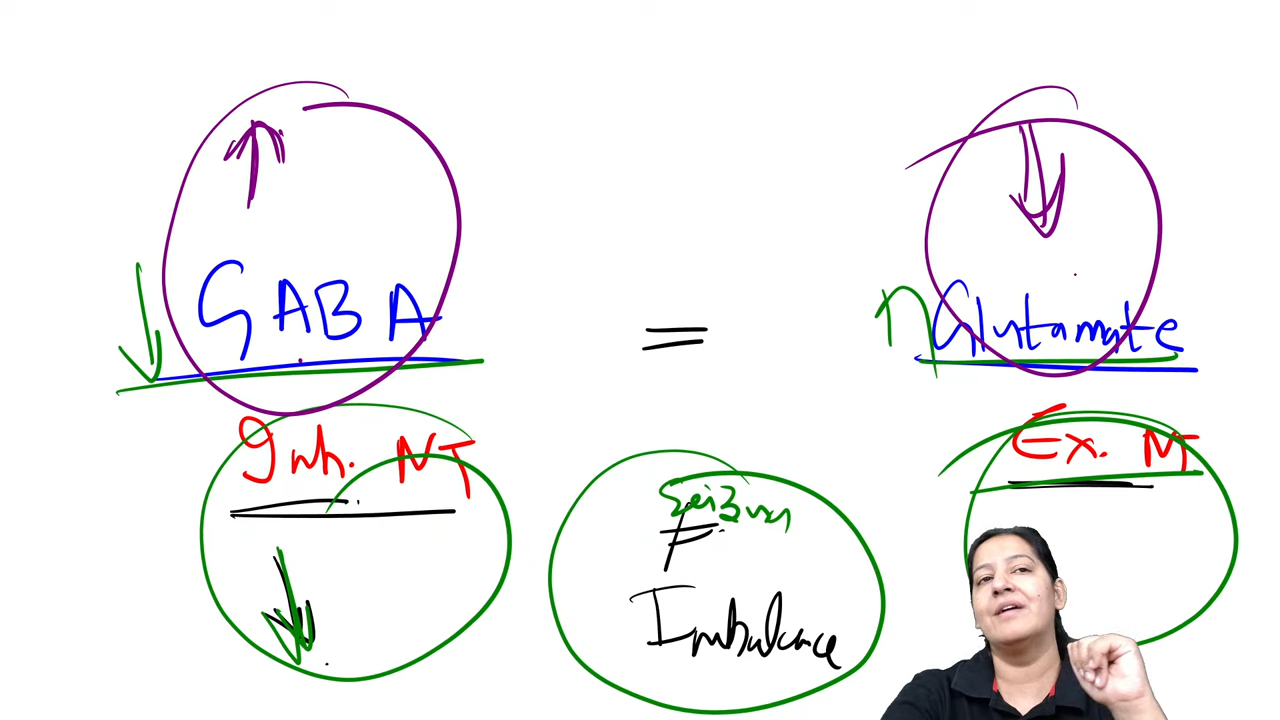 GABA = Glutamate
Inh. NT
Ex. NT
Seizures
Imbalance